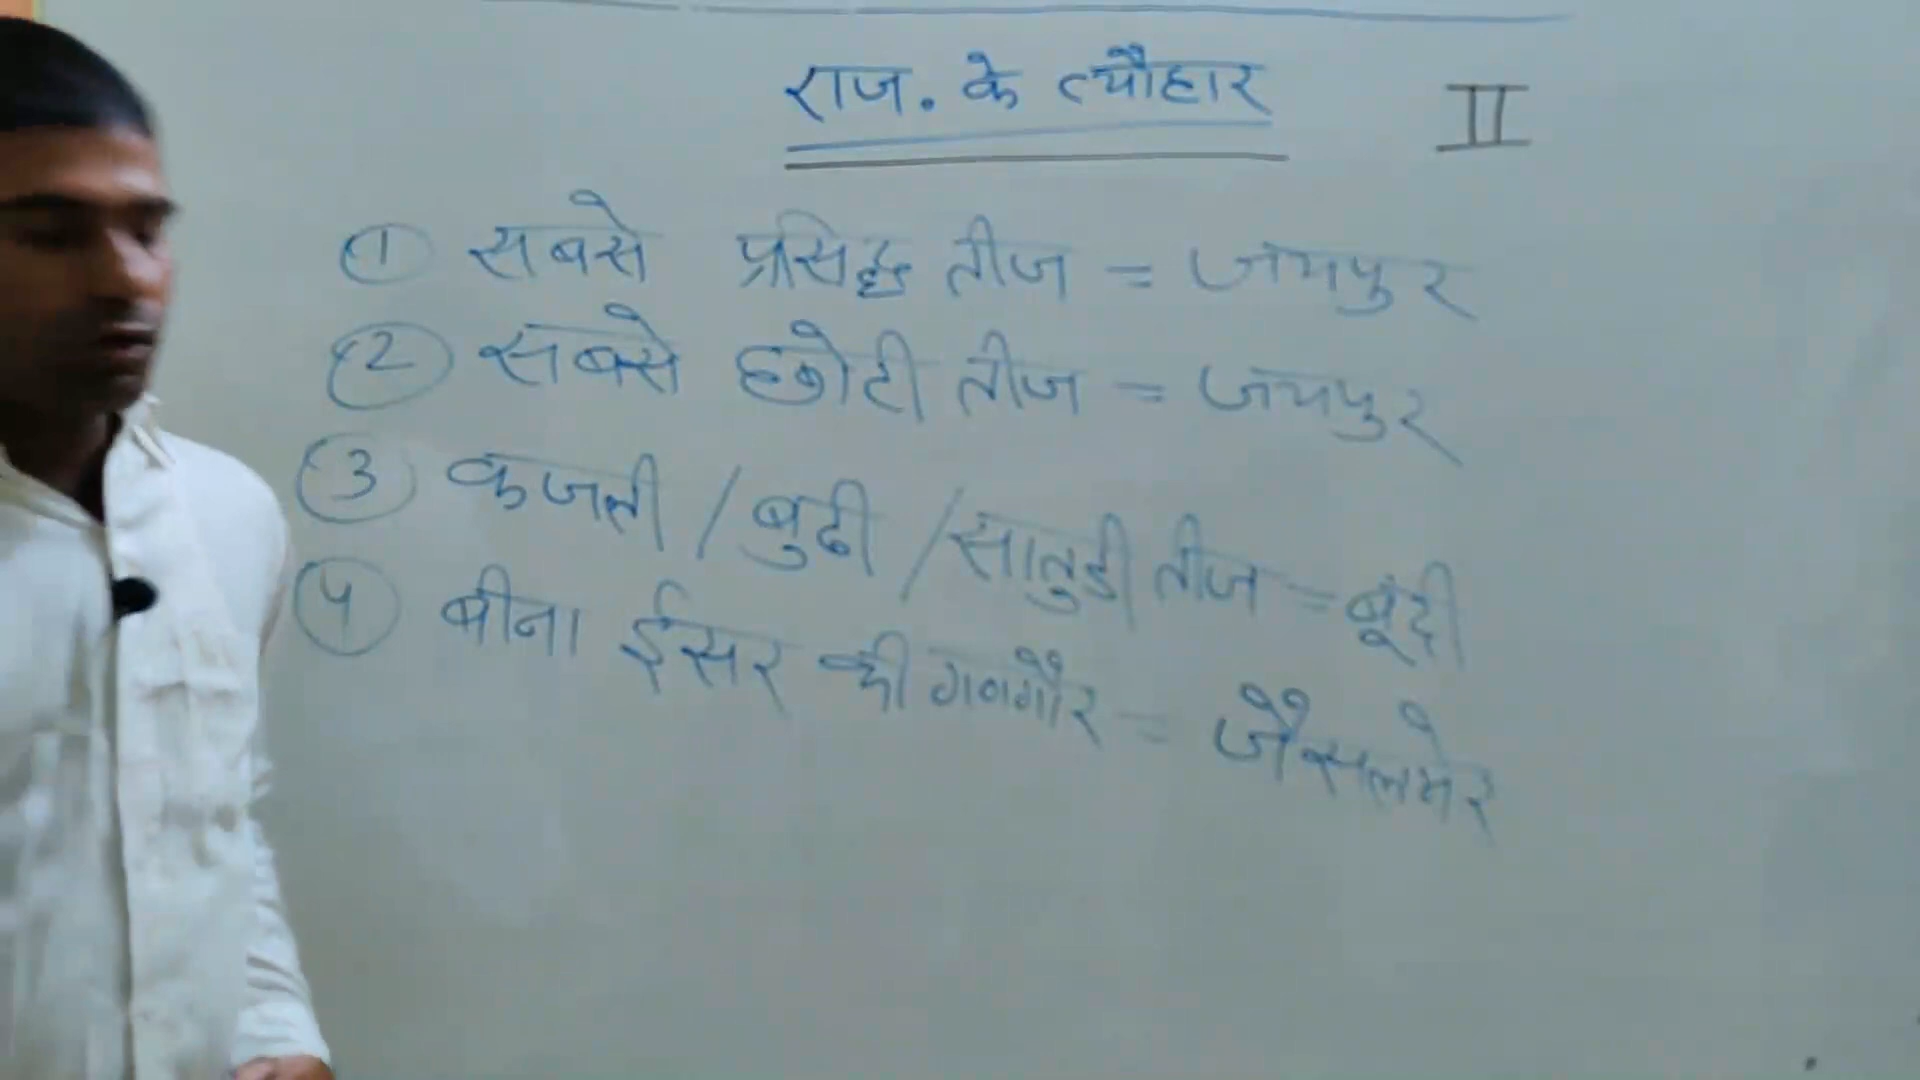 राज. के त्यौहार II
① सबसे प्रसिद्ध तीज = जयपुर
② सबसे छोटी तीज = जयपुर
③ कजली / बुढी / सातुडी तीज = बूंदी
④ बीना ईसर की गणगौर = जैसलमेर